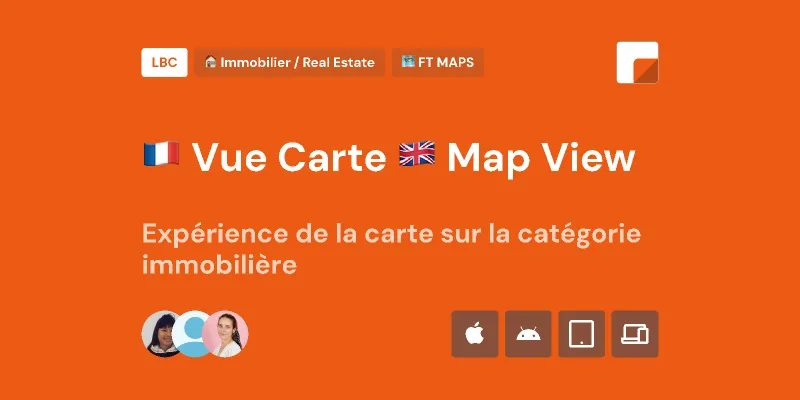 LBC
🏠 Immobilier / Real Estate
🗺️ FT MAPS
🇫🇷 Vue Carte 🇬🇧 Map View
Expérience de la carte sur la catégorie
immobilière